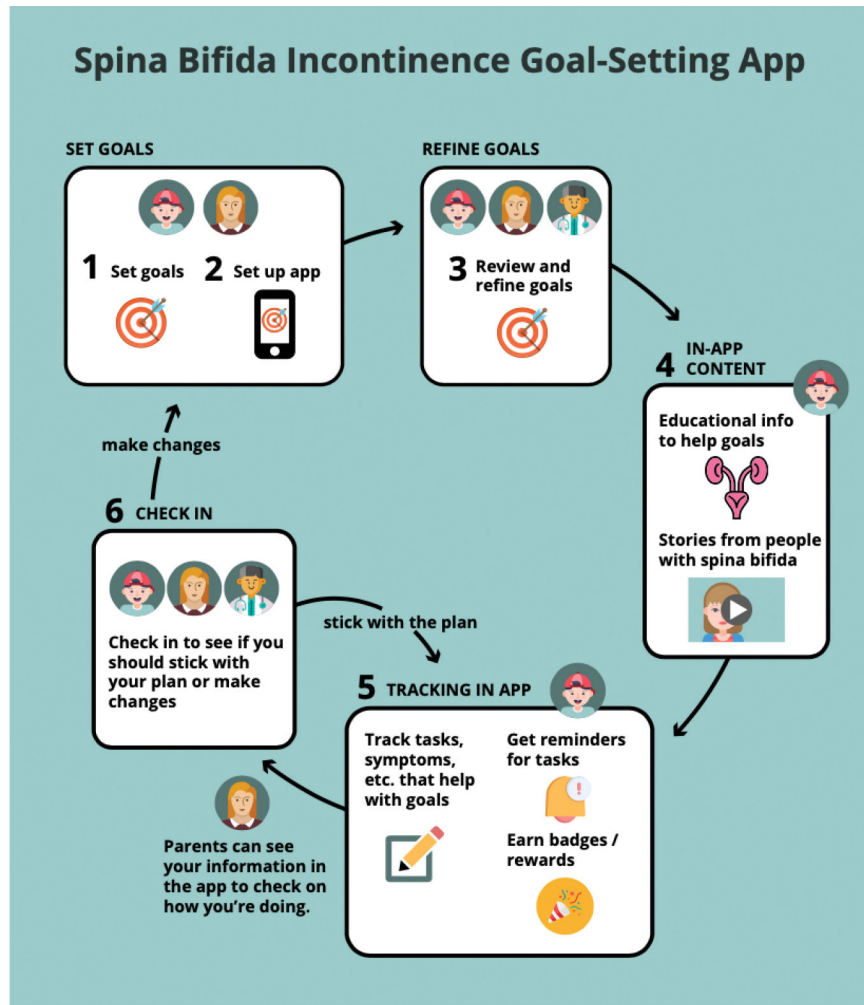 Spina Bifida Incontinence Goal-Setting App
SET GOALS
1 Set goals
2 Set up app
REFINE GOALS
3 Review and
refine goals
4 IN-APP
CONTENT
Educational info
to help goals
Stories from people
with spina bifida
5 TRACKING IN APP
Track tasks,
symptoms,
etc. that help
with goals
Get reminders
for tasks
Earn badges /
rewards
Parents can see
your information in
the app to check on
how you're doing.
6 CHECK IN
Check in to see if you
should stick with
your plan or make
changes
stick with the plan
make changes